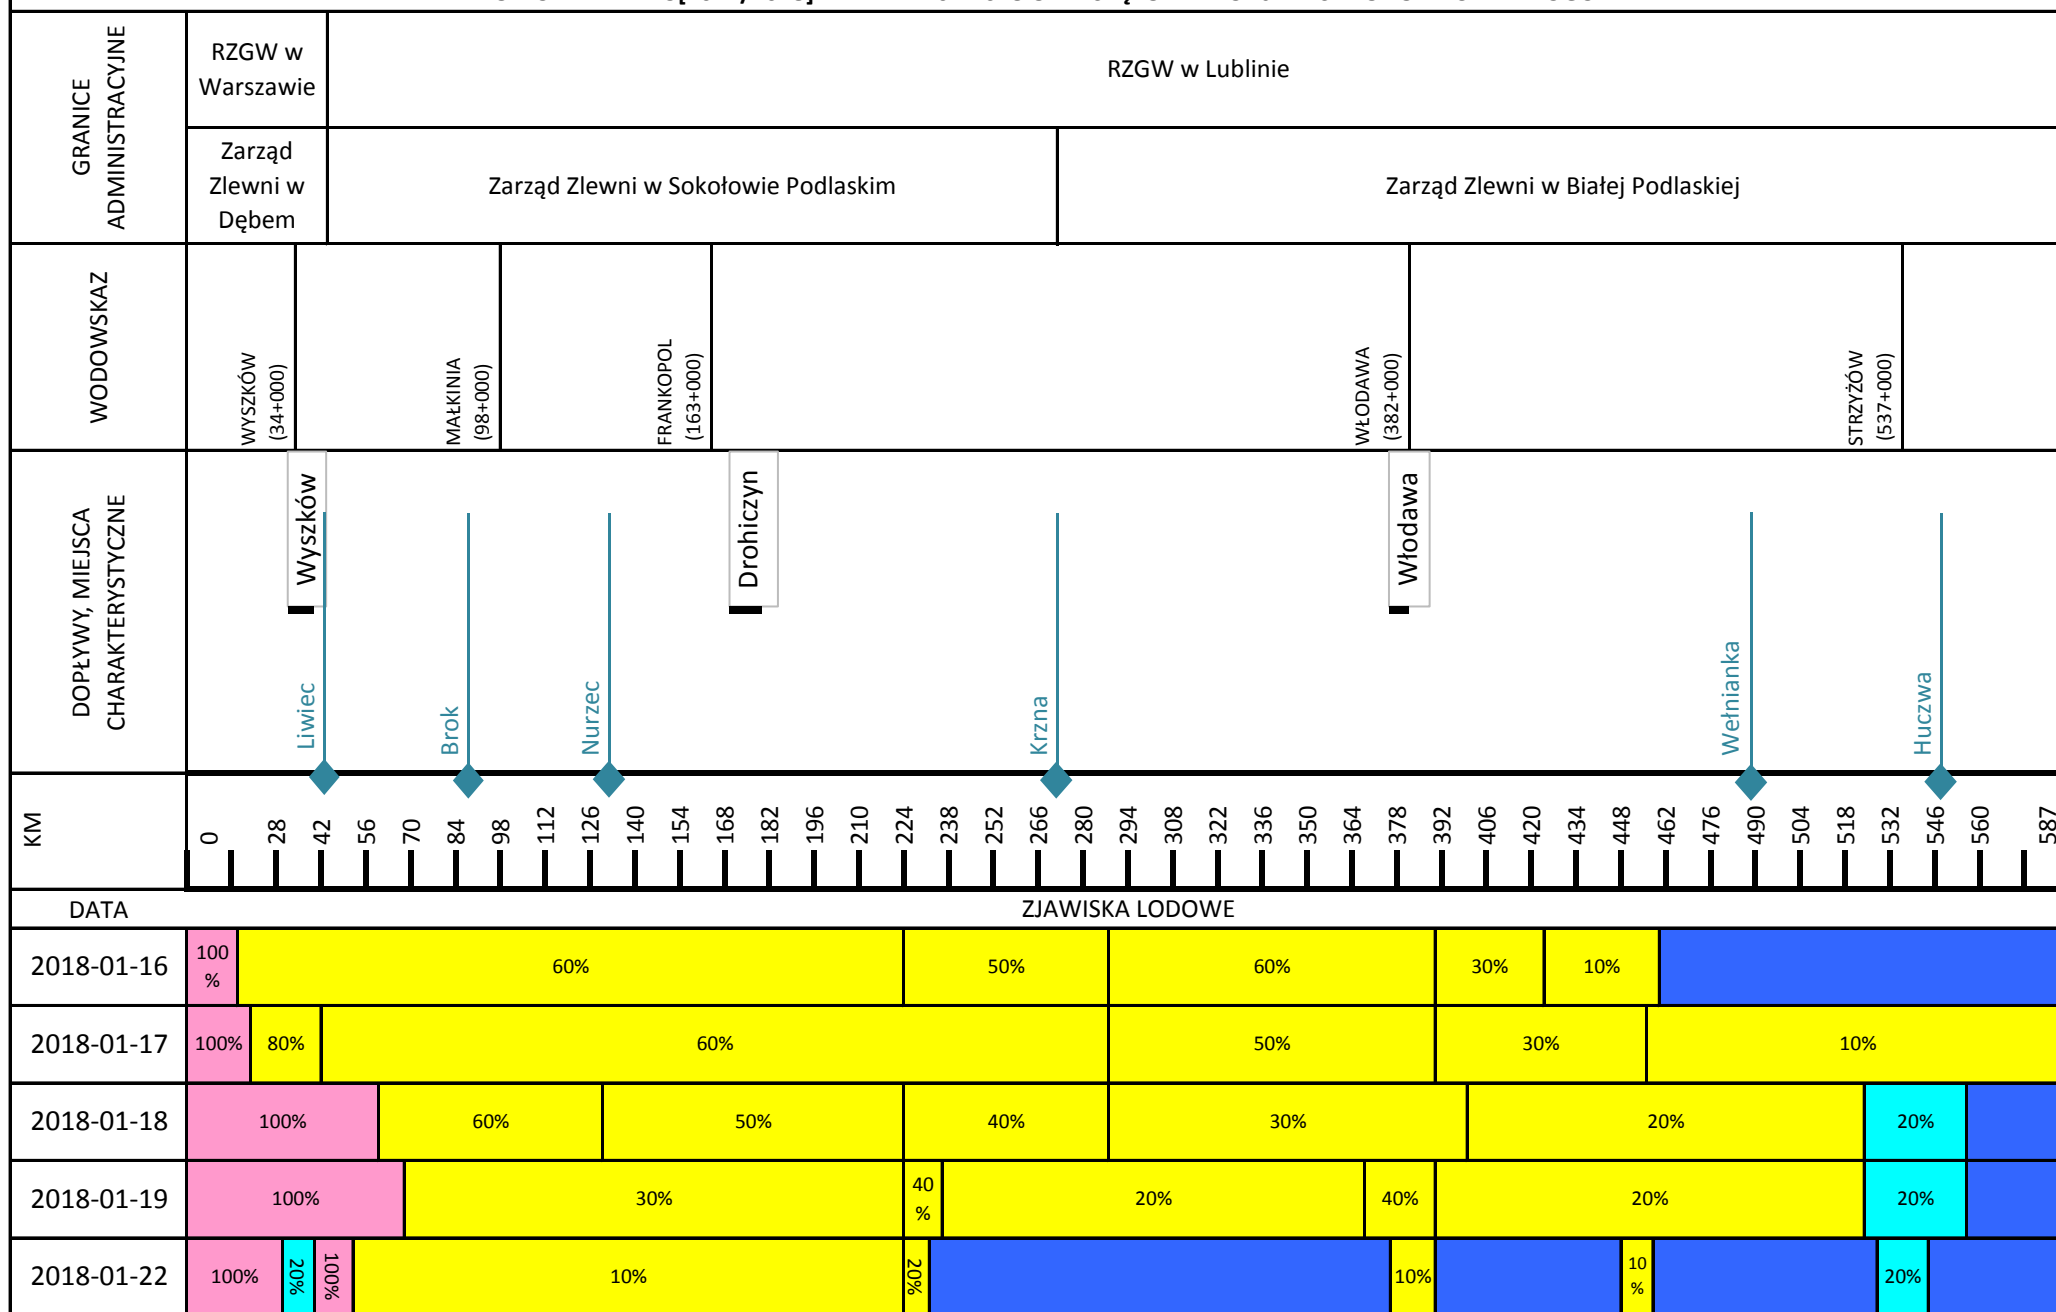 GRANICE
ADMINISTRACYJNE
RZGW w
Warszawie
RZGW w Lublinie
Zarząd
Zlewni w
Dębem
Zarząd Zlewni w Sokołowie Podlaskim
Zarząd Zlewni w Białej Podlaskiej
WODOWSKAZ
WYSZKÓW
(34+000)
MAŁKINIA
(98+000)
FRANKOPOL
(163+000)
WŁODAWA
(382+000)
STRZYŻÓW
(537+000)
DOPŁYWY, MIEJSCA
CHARAKTERYSTYCZNE
Wyszków
Drohiczyn
Włodawa
Liwiec
Brok
Nurzec
Krzna
Wełnianka
Huczwa
KM
0 28 42 56 70 84 98 112 126 140 154 168 182 196 210 224 238 252 266 280 294 308 322 336 350 364 378 392 406 420 434 448 462 476 490 504 518 532 546 560 587
DATA ZJAWISKA LODOWE
2018-01-16 100 % 60% 50% 60% 30% 10%
2018-01-17 100% 80% 60% 50% 30% 10%
2018-01-18 100% 60% 50% 40% 30% 20% 20%
2018-01-19 100% 30% 40 % 20% 40% 20% 20%
2018-01-22 100% 20% 100% 10% 20% 10% 10 % 20%